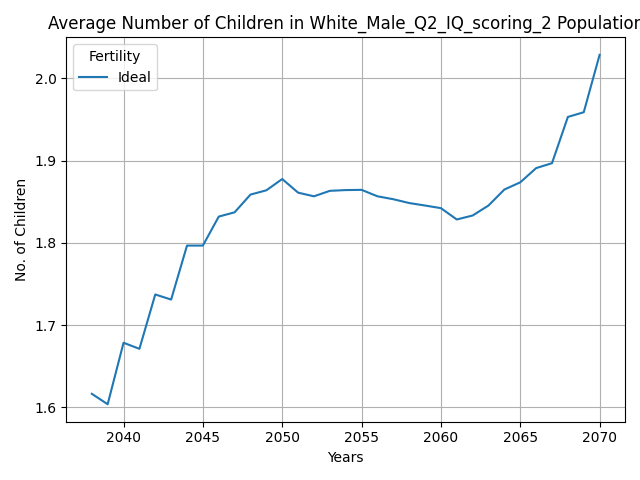 Average Number of Children in White_Male_Q2_IQ_scoring_2 Population
Fertility
Ideal
No. of Children
2.0
1.9
1.8
1.7
1.6
2040 2045 2050 2055 2060 2065 2070
Years